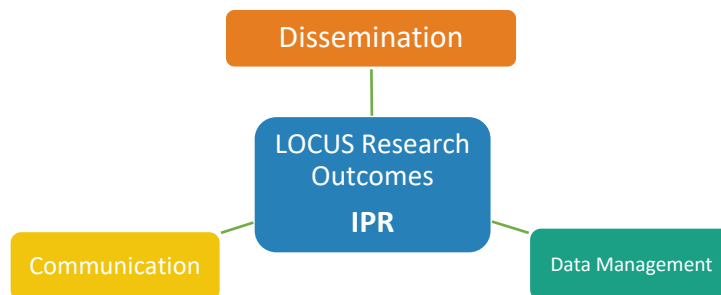 Dissemination
LOCUS Research
Outcomes
IPR
Communication
Data Management